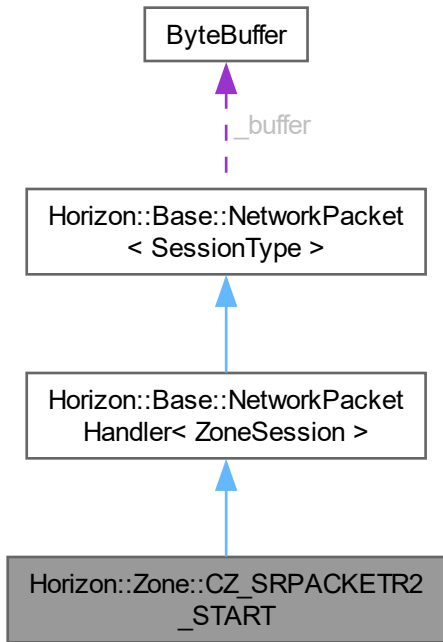 ByteBuffer
_buffer
Horizon::Base::NetworkPacket
< SessionType >
Horizon::Base::NetworkPacket
Handler< ZoneSession >
Horizon::Zone::CZ_SRPACKETR2
_START